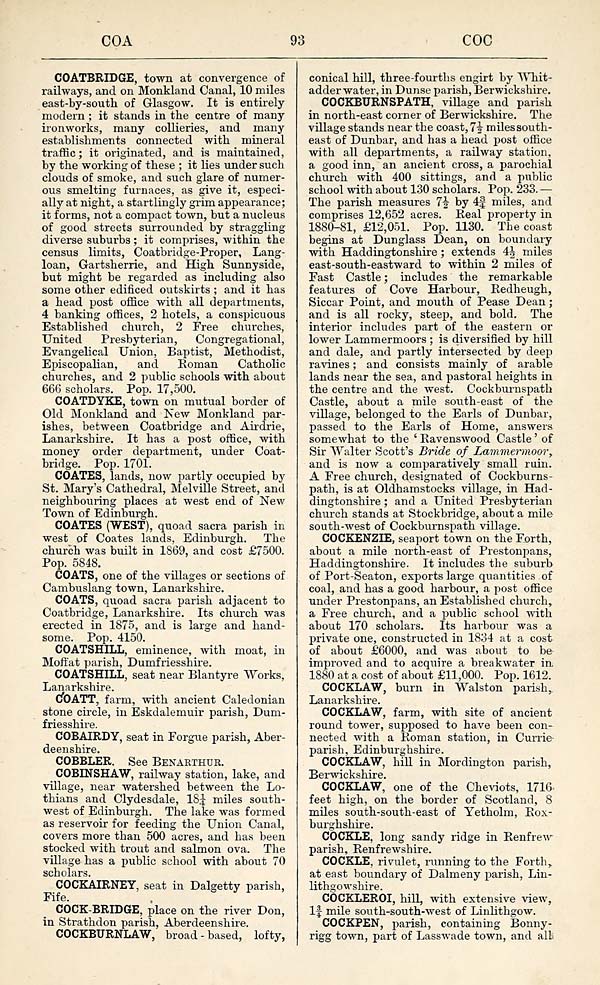 COA 93 COC
COATBRIDGE, town at convergence of
railways, and on Monkland Canal, 10 miles
east-by-south of Glasgow. It is entirely
modern ; it stands in the centre of many
ironworks, many collieries, and many
establishments connected with mineral
traffic ; it originated, and is maintained,
by the working of these ; it lies under such
clouds of smoke, and such glare of numer-
ous smelting furnaces, as give it, especi-
ally at night, a startlingly grim appearance;
it forms, not a compact town, but a nucleus
of good streets surrounded by straggling
diverse suburbs ; it comprises, within the
census limits, Coatbridge-Proper, Lang-
loan, Gartsherrie, and High Sunnyside,
but might be regarded as including also
some other edificed outskirts ; and it has
a head post office with all departments,
4 banking offices, 2 hotels, a conspicuous
Established church, 2 Free churches,
United Presbyterian, Congregational,
Evangelical Union, Baptist, Methodist,
Episcopalian, and Roman Catholic
churches, and 2 public schools with about
666 scholars. Pop. 17,500.
COATDYKE, town on mutual border of
Old Monkland and New Monkland par-
ishes, between Coatbridge and Airdrie,
Lanarkshire. It has a post office, with
money order department, under Coat-
bridge. Pop. 1701.
COATES, lands, now partly occupied by
St. Mary's Cathedral, Melville Street, and
neighbouring places at west end of New
Town of Edinburgh.
COATES (WEST), quoad sacra parish in
west of Coates lands, Edinburgh. The
church was built in 1869, and cost £7500.
Pop. 5848.
COATS, one of the villages or sections of
Cambuslang town, Lanarkshire.
COATS, quoad sacra parish adjacent to
Coatbridge, Lanarkshire. Its church was
erected in 1875, and is large and hand-
some. Pop. 4150.
COATSHILL, eminence, with moat, in
Moffat parish, Dumfriesshire.
COATSHILL, seat near Blantyre Works,
Lanarkshire.
COATT, farm, with ancient Caledonian
stone circle, in Eskdalemuir parish, Dum-
friesshire.
COBAIRDY, seat in Forgue parish, Aber-
deenshire.
COBBLER. See BENARTHUR.
COBINSHAW, railway station, lake, and
village, near watershed between the Lo-
thians and Clydesdale, 18¼ miles south-
west of Edinburgh. The lake was formed
as reservoir for feeding the Union Canal,
covers more than 500 acres, and has been
stocked with trout and salmon ova. The
village has a public school with about 70
scholars.
COCKAIRNEY, seat in Dalgetty parish,
Fife.
COCK-BRIDGE, place on the river Don,
in Strathdon parish, Aberdeenshire.
COCKBURNLAW, broad-based, lofty,
conical hill, three-fourths engirt by Whit-
adder water, in Dunse parish, Berwickshire.
COCKBURNSPATH, village and parish
in north-east corner of Berwickshire. The
village stands near the coast, 7½ miles south-
east of Dunbar, and has a head post office
with all departments, a railway station,
a good inn, an ancient cross, a parochial
church with 400 sittings, and a public
school with about 130 scholars. Pop. 233.—
The parish measures 7½ by 4¾ miles, and
comprises 12,652 acres. Real property in
1880-81, £12,051. Pop. 1130. The coast
begins at Dunglass Dean, on boundary
with Haddingtonshire ; extends 4½ miles
east-south-eastward to within 2 miles of
Fast Castle ; includes the remarkable
features of Cove Harbour, Redheugh,
Siccar Point, and mouth of Pease Dean ;
and is all rocky, steep, and bold. The
interior includes part of the eastern or
lower Lammermoors ; is diversified by hill
and dale, and partly intersected by deep
ravines ; and consists mainly of arable
lands near the sea, and pastoral heights in
the centre and the west. Cockburnspath
Castle, about a mile south-east of the
village, belonged to the Earls of Dunbar,
passed to the Earls of Home, answers
somewhat to the ‘Ravenswood Castle’ of
Sir Walter Scott's Bride of Lammermoor,
and is now a comparatively small ruin.
A Free church, designated of Cockburns-
path, is at Oldhamstocks village, in Had-
dingtonshire ; and a United Presbyterian
church stands at Stockbridge, about a mile
south-west of Cockburnspath village.
COCKENZIE, seaport town on the Forth,
about a mile north-east of Prestonpans,
Haddingtonshire. It includes the suburb
of Port-Seaton, exports large quantities of
coal, and has a good harbour, a post office
under Prestonpans, an Established church,
a Free church, and a public school with
about 170 scholars. Its harbour was a
private one, constructed in 1834 at a cost
of about £6000, and was about to be
improved and to acquire a breakwater in
1880 at a cost of about £11,000. Pop. 1612.
COCKLAW, burn in Walston parish,
Lanarkshire.
COCKLAW, farm, with site of ancient
round tower, supposed to have been con-
nected with a Roman station, in Currie
parish, Edinburghshire.
COCKLAW, hill in Mordington parish,
Berwickshire.
COCKLAW, one of the Cheviots, 1716
feet high, on the border of Scotland, 8
miles south-south-east of Yetholm, Rox-
burghshire.
COCKLE, long sandy ridge in Renfrew
parish, Renfrewshire.
COCKLE, rivulet, running to the Forth,
at east boundary of Dalmeny parish, Lin-
lithgowshire.
COCKLEROI, hill, with extensive view,
1¾ mile south-south-west of Linlithgow.
COCKPEN, parish, containing Bonny-
rigg town, part of Lasswade town, and all